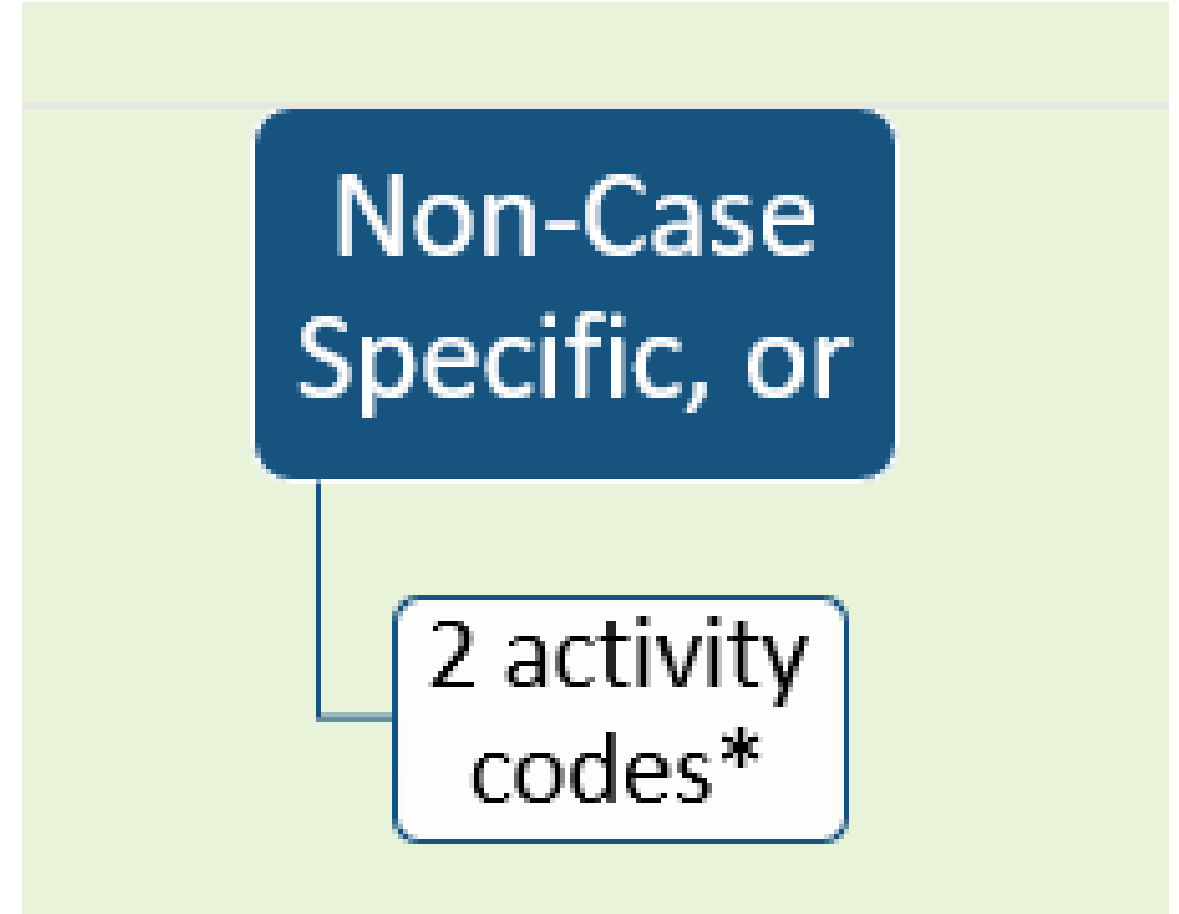 Non-Case
Specific, or
2 activity
codes*